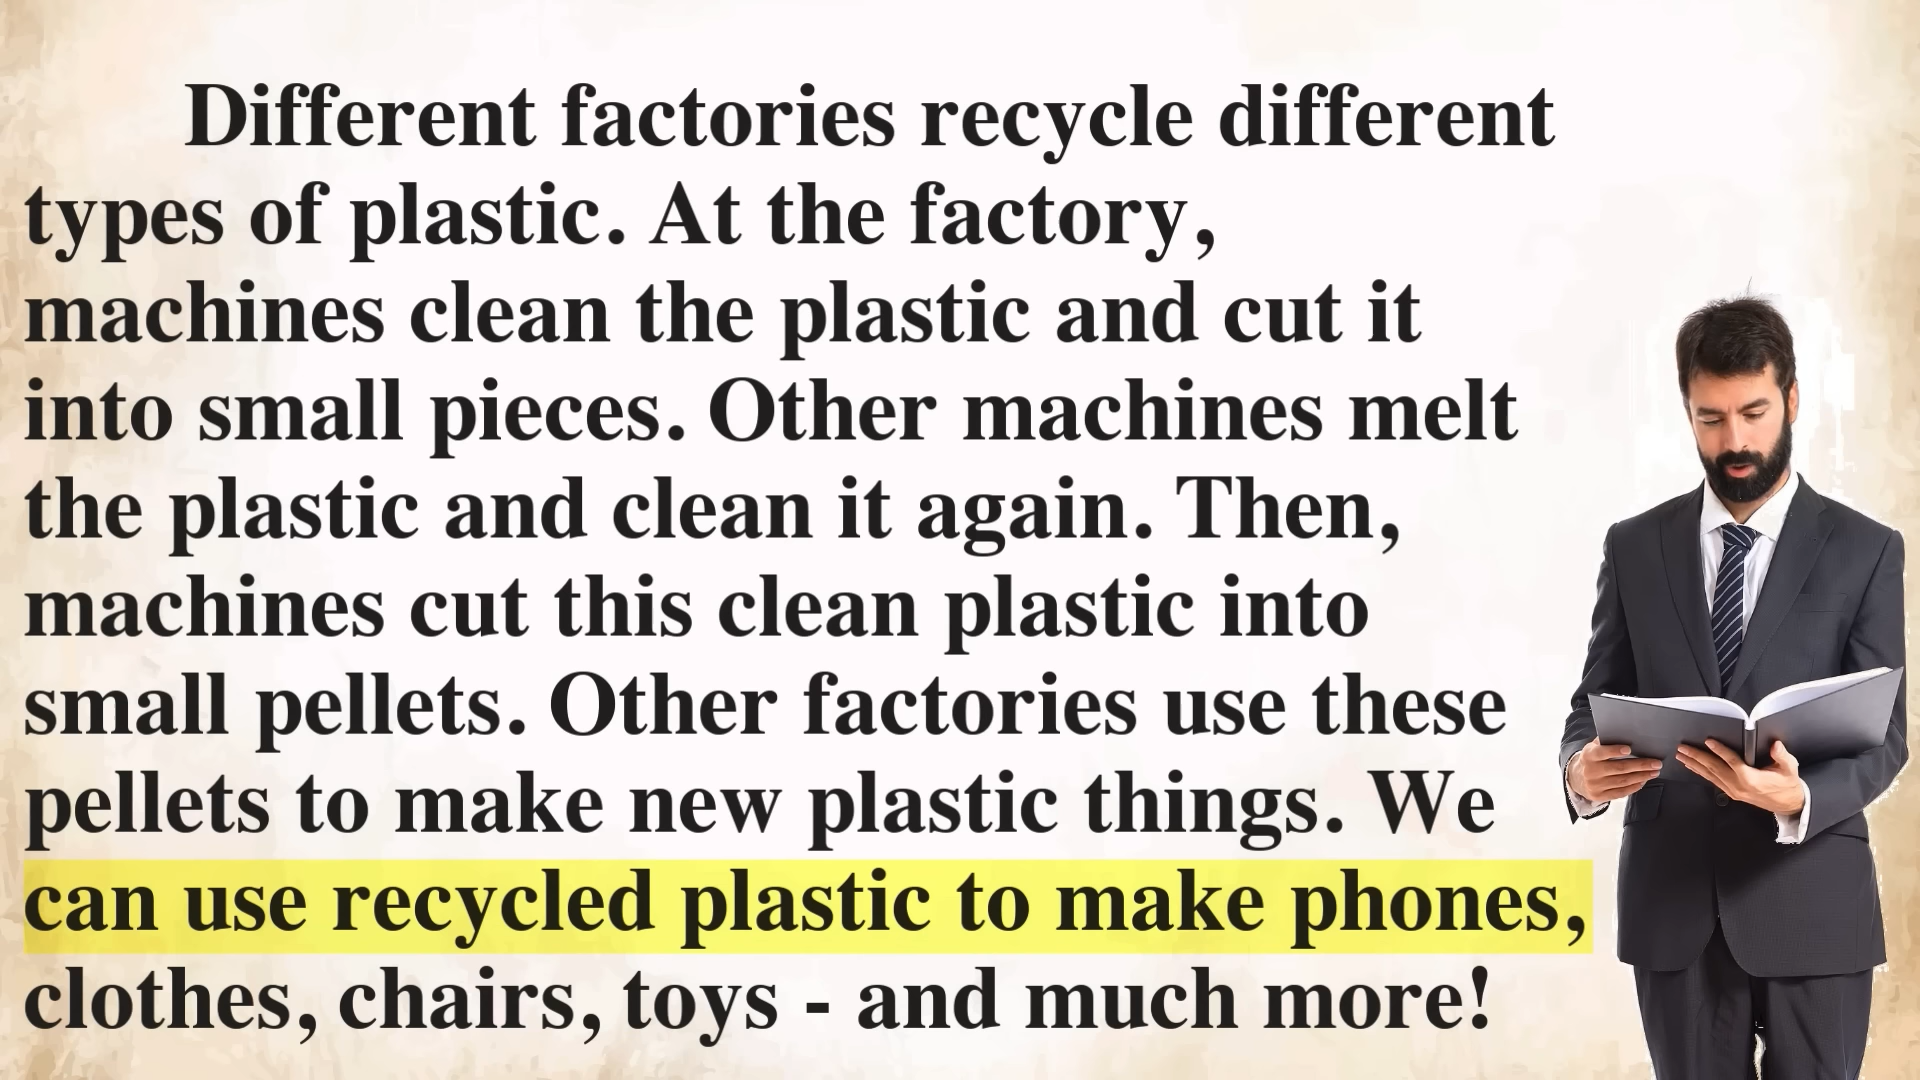 Different factories recycle different
types of plastic. At the factory,
machines clean the plastic and cut it
into small pieces. Other machines melt
the plastic and clean it again. Then,
machines cut this clean plastic into
small pellets. Other factories use these
pellets to make new plastic things. We
can use recycled plastic to make phones,
clothes, chairs, toys - and much more!